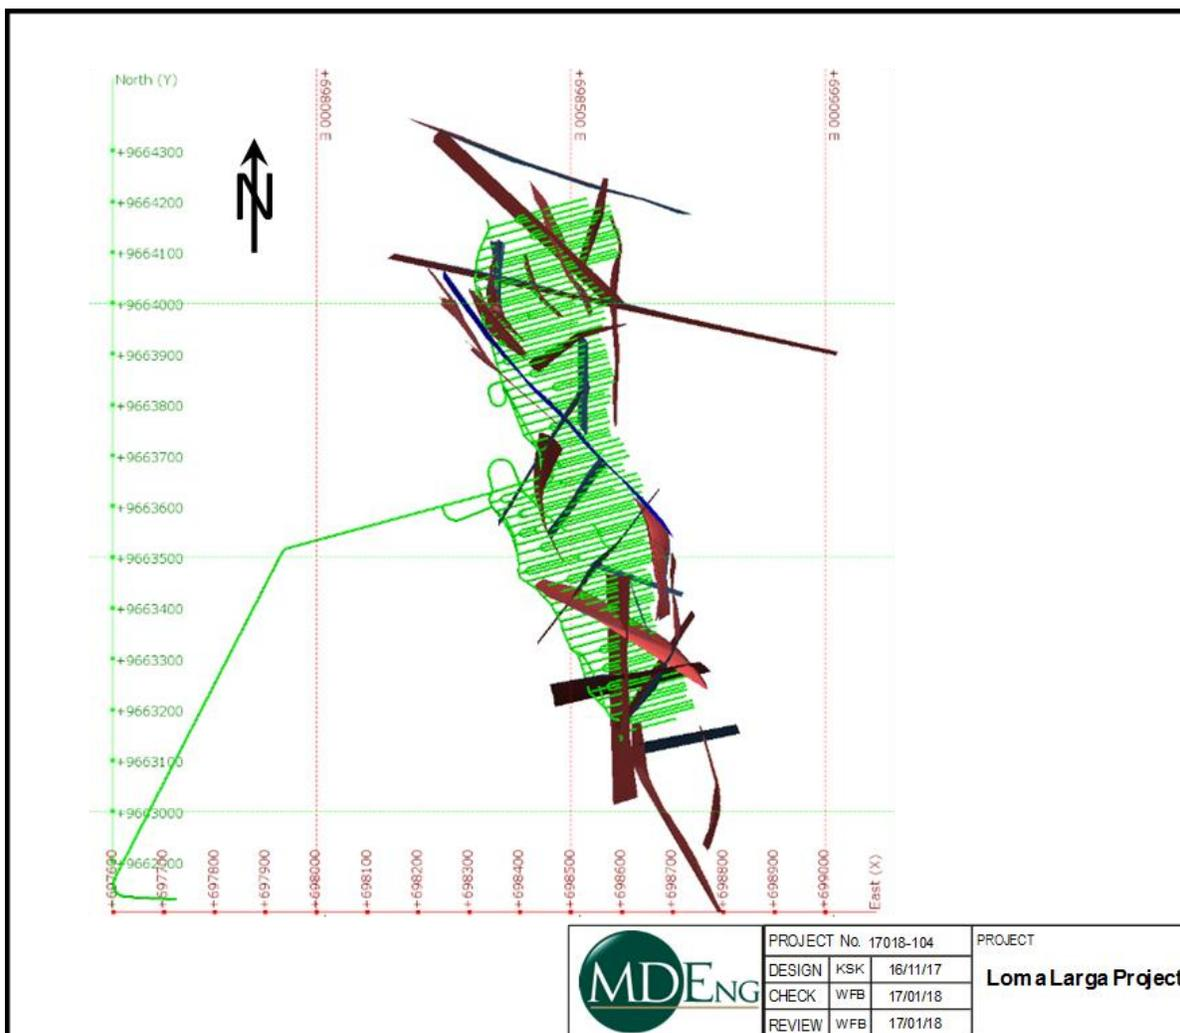 North (Y)
+698000 E
+698500 E
+699000 E
+9664300
N
+9664200
+9664100
+9664000
+9663900
+9663800
+9663700
+9663600
+9663500
+9663400
+9663300
+9663200
+9663100
+9663000
+9662900
+697600
+697700
+697800
+697900
+698000
+698100
+698200
+698300
+698400
+698500
+698600
+698700
+698800
+698900
+699000
East (X)
MDENG
PROJECT No. 17018-104
DESIGN KSK 16/11/17
CHECK WFB 17/01/18
REVIEW WFB 17/01/18
PROJECT
Loma Larga Project